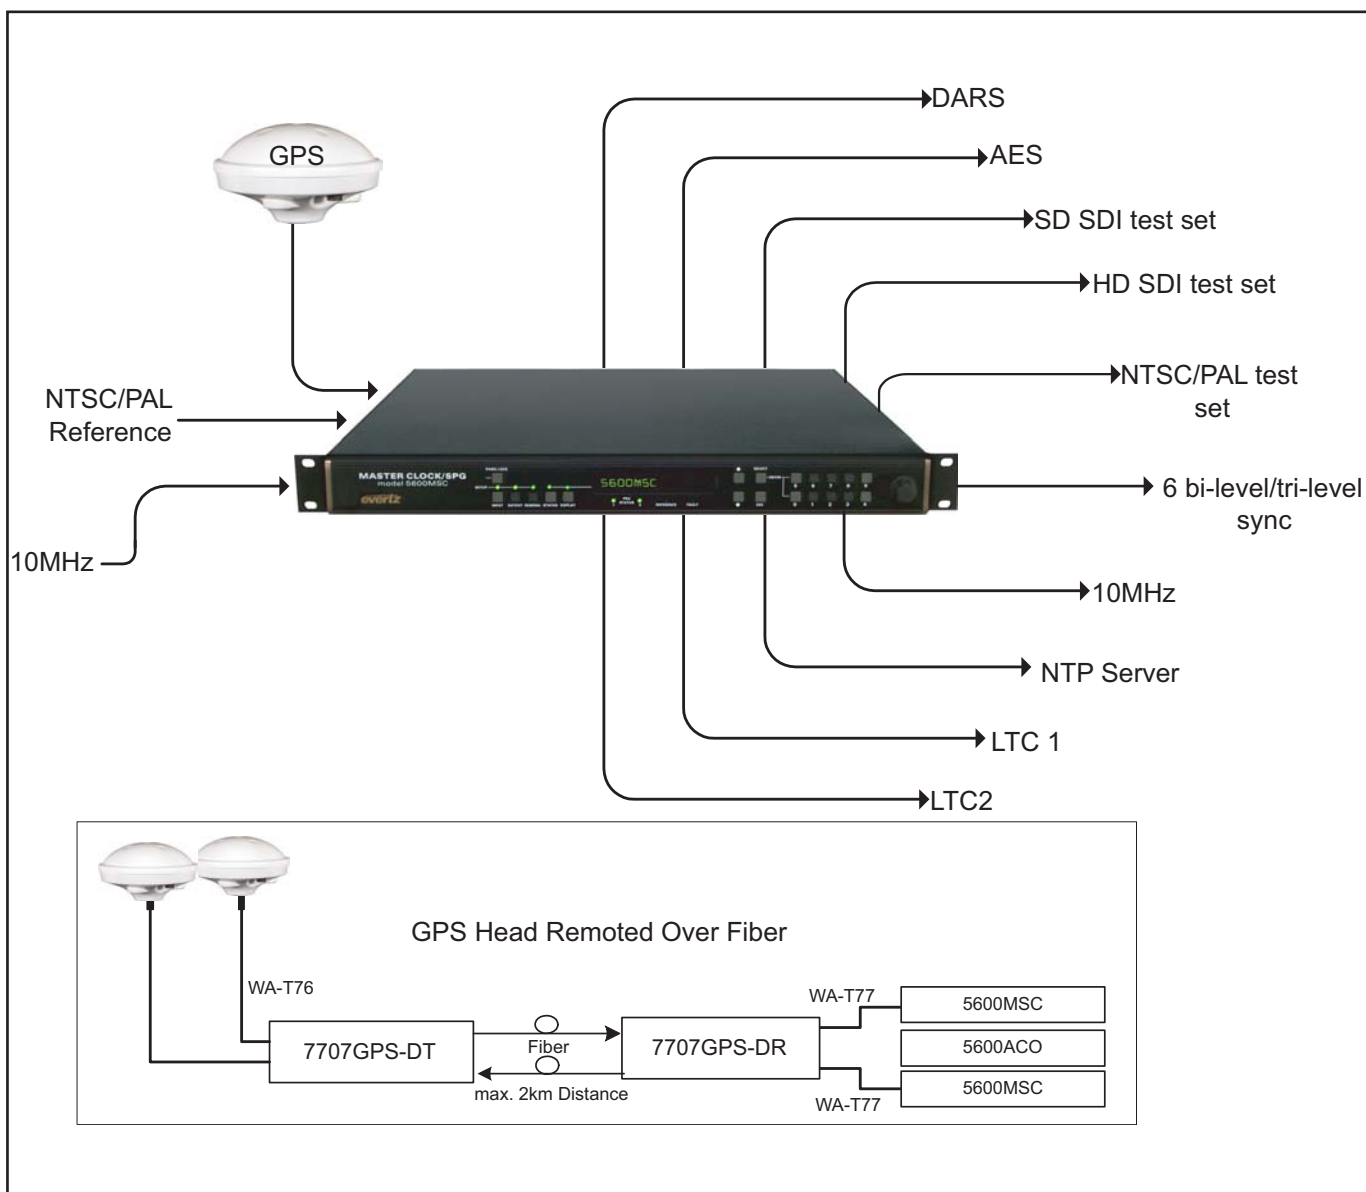 DARS
GPS
AES
SD SDI test set
HD SDI test set
NTSC/PAL test
set
NTSC/PAL
Reference
MASTER CLOCK/SPG
model 5600MSC
evertz
5600MSC
6 bi-level/tri-level
sync
10MHz
10MHz
NTP Server
LTC 1
LTC2
GPS Head Remoted Over Fiber
WA-T76
WA-T77
5600MSC
7707GPS-DT
Fiber
7707GPS-DR
5600ACO
max. 2km Distance
5600MSC
WA-T77